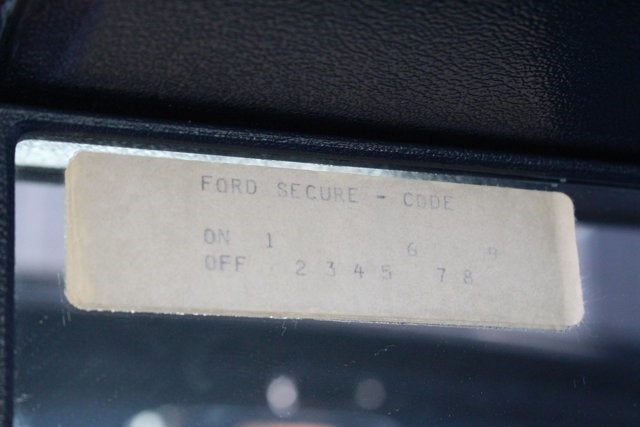 FORD SECURE - CODE
ON 1 6 9
OFF 2 3 4 5 7 8